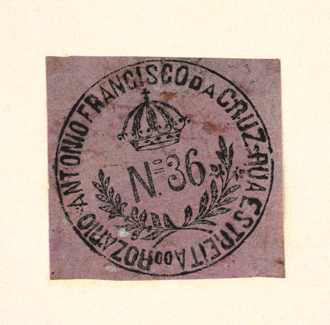 ANTONIO FRANCISCO DA CRUZ-RUA ESTREITA DO ROZARIO-
Nº 36